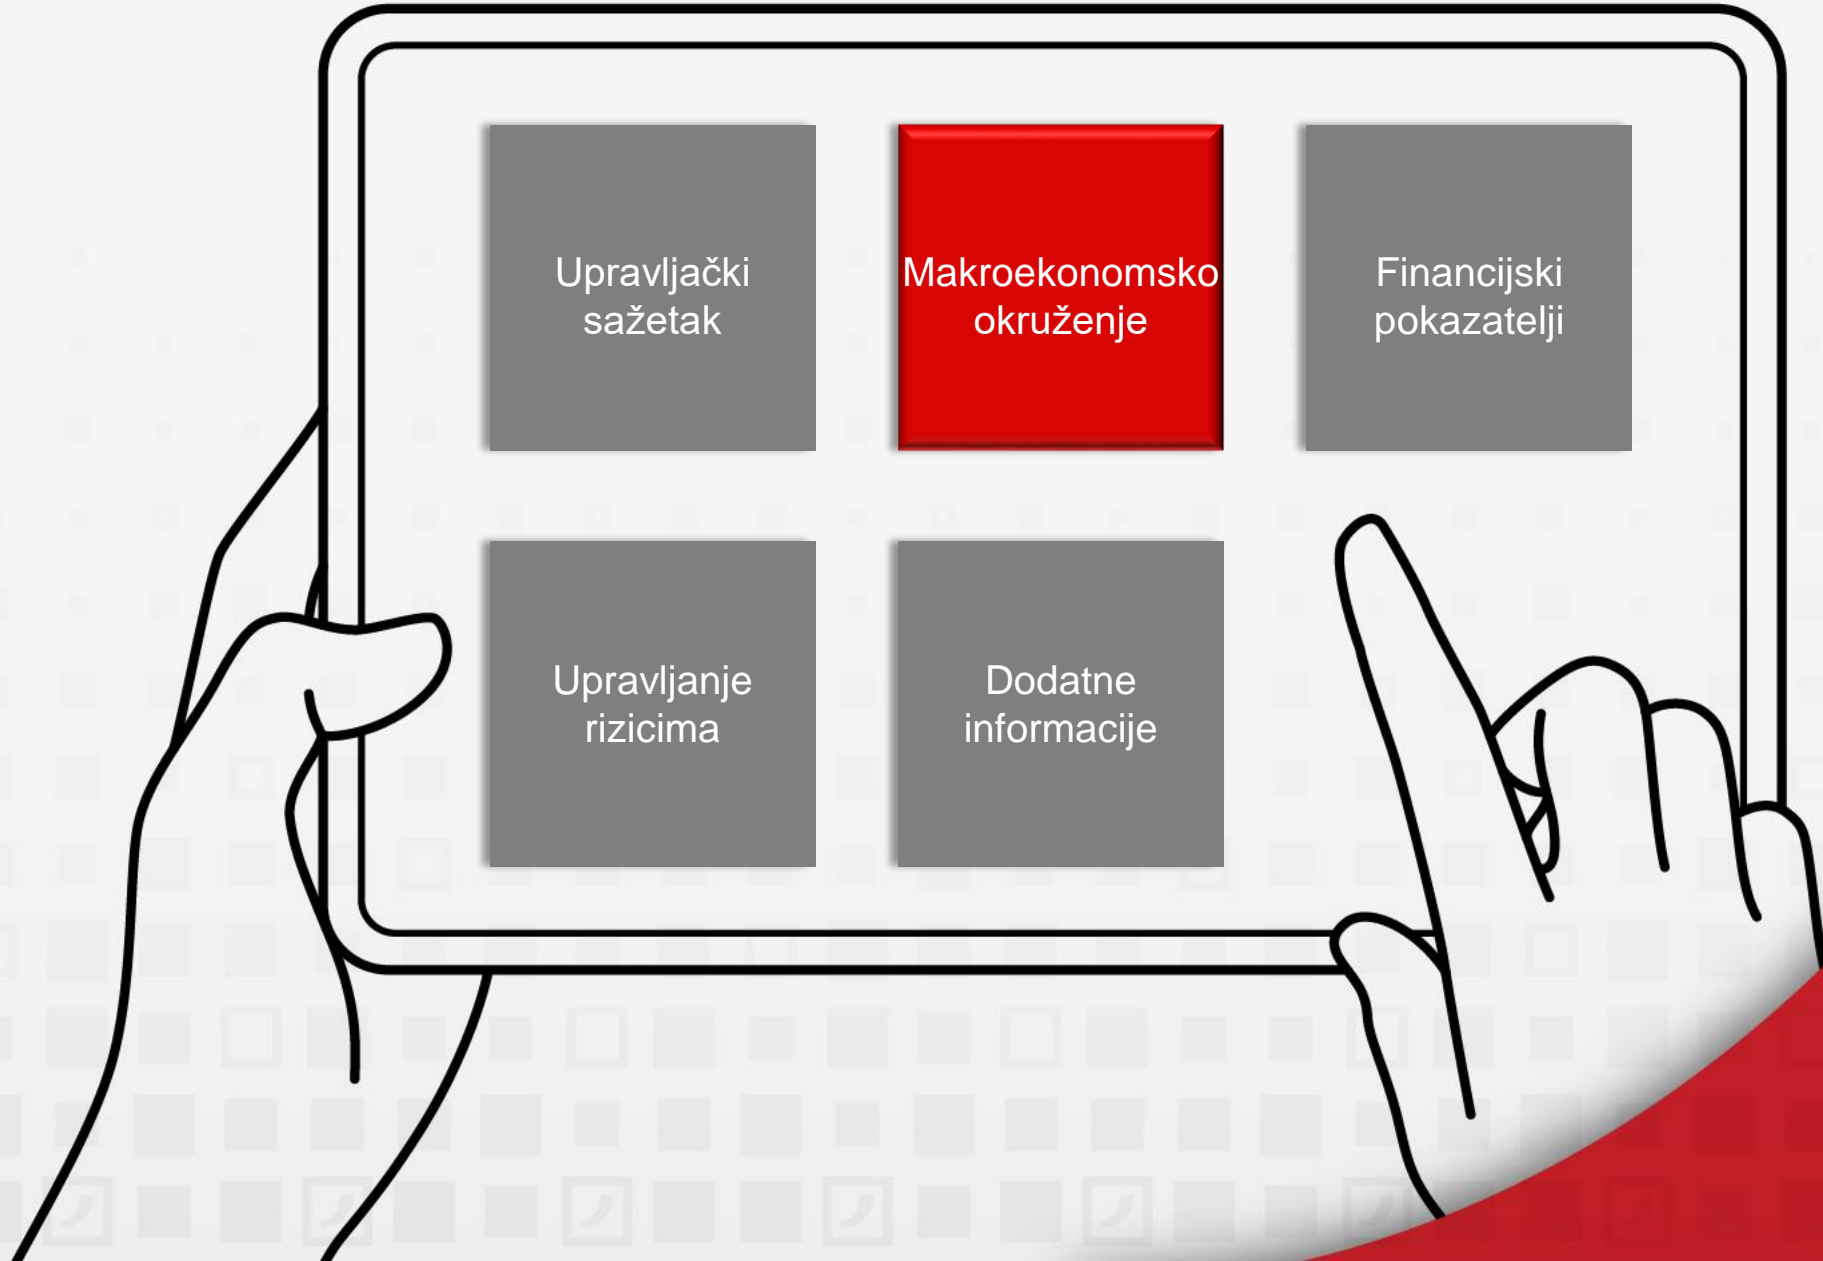 Upravljački
sažetak
Makroekonomsko
okruženje
Financijski
pokazatelji
Upravljanje
rizicima
Dodatne
informacije